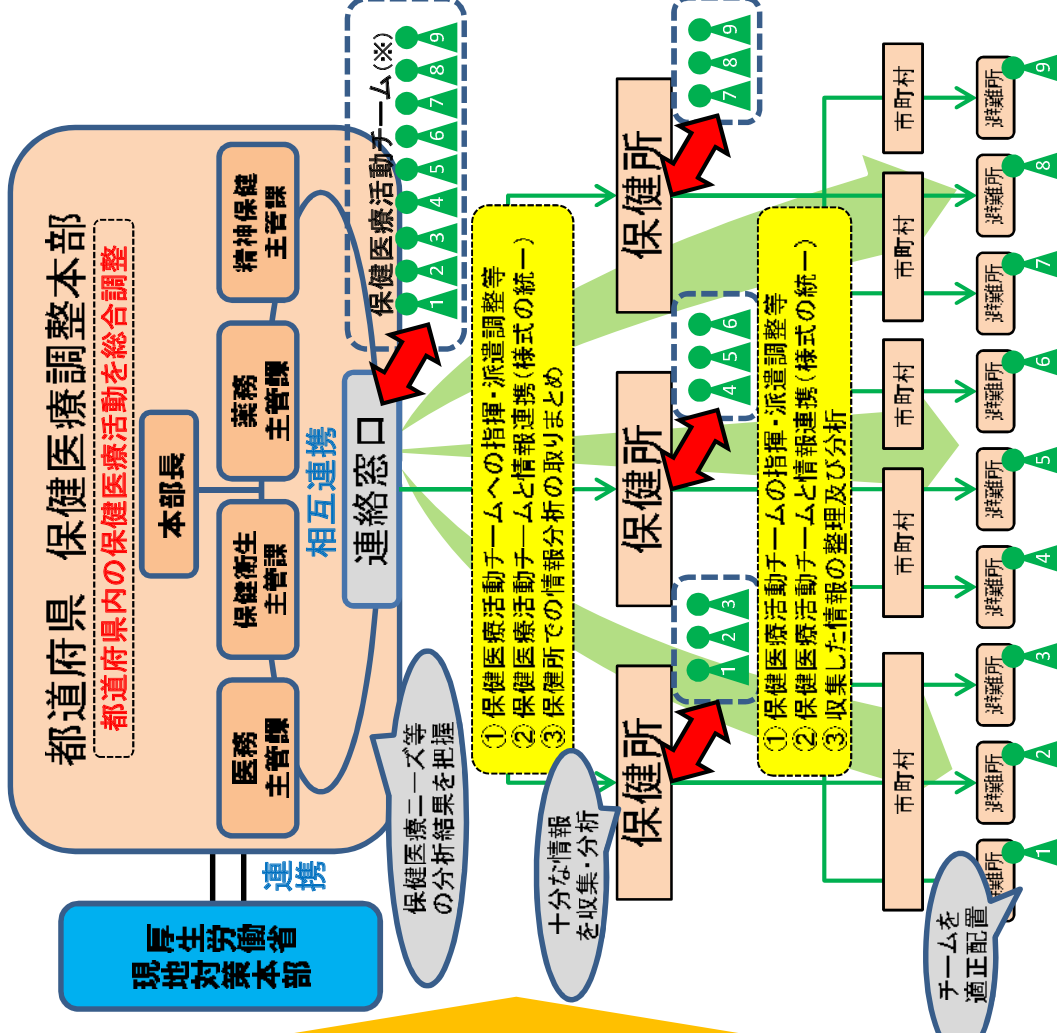 都道府県 保健医療調整本部
都道府県内の保健医療活動を総合調整
本部長
医務
主管課
保健衛生
主管課
薬務
主管課
精神保健
主管課
相互連携
連絡窓口
厚生労働省
現地対策本部
連携
保健医療活動チーム(※)
1 2 3 4 5 6 7 8 9
保健医療ニーズ等
の分析結果を把握
①保健医療活動チームへの指揮・派遣調整等
②保健医療活動チームと情報連携(様式の統一)
③保健所での情報分析の取りまとめ
十分な情報
を収集・分析
保健所
保健所
保健所
1 2 3
4 5 6
7 8 9
①保健医療活動チームの指揮・派遣調整等
②保健医療活動チームと情報連携(様式の統一)
③収集した情報の整理及び分析
市町村
市町村
市町村
市町村
市町村
チームを
適正配置
避難所
避難所
避難所
避難所
避難所
避難所
避難所
避難所
避難所
1 2 3 4 5 6 7 8 9